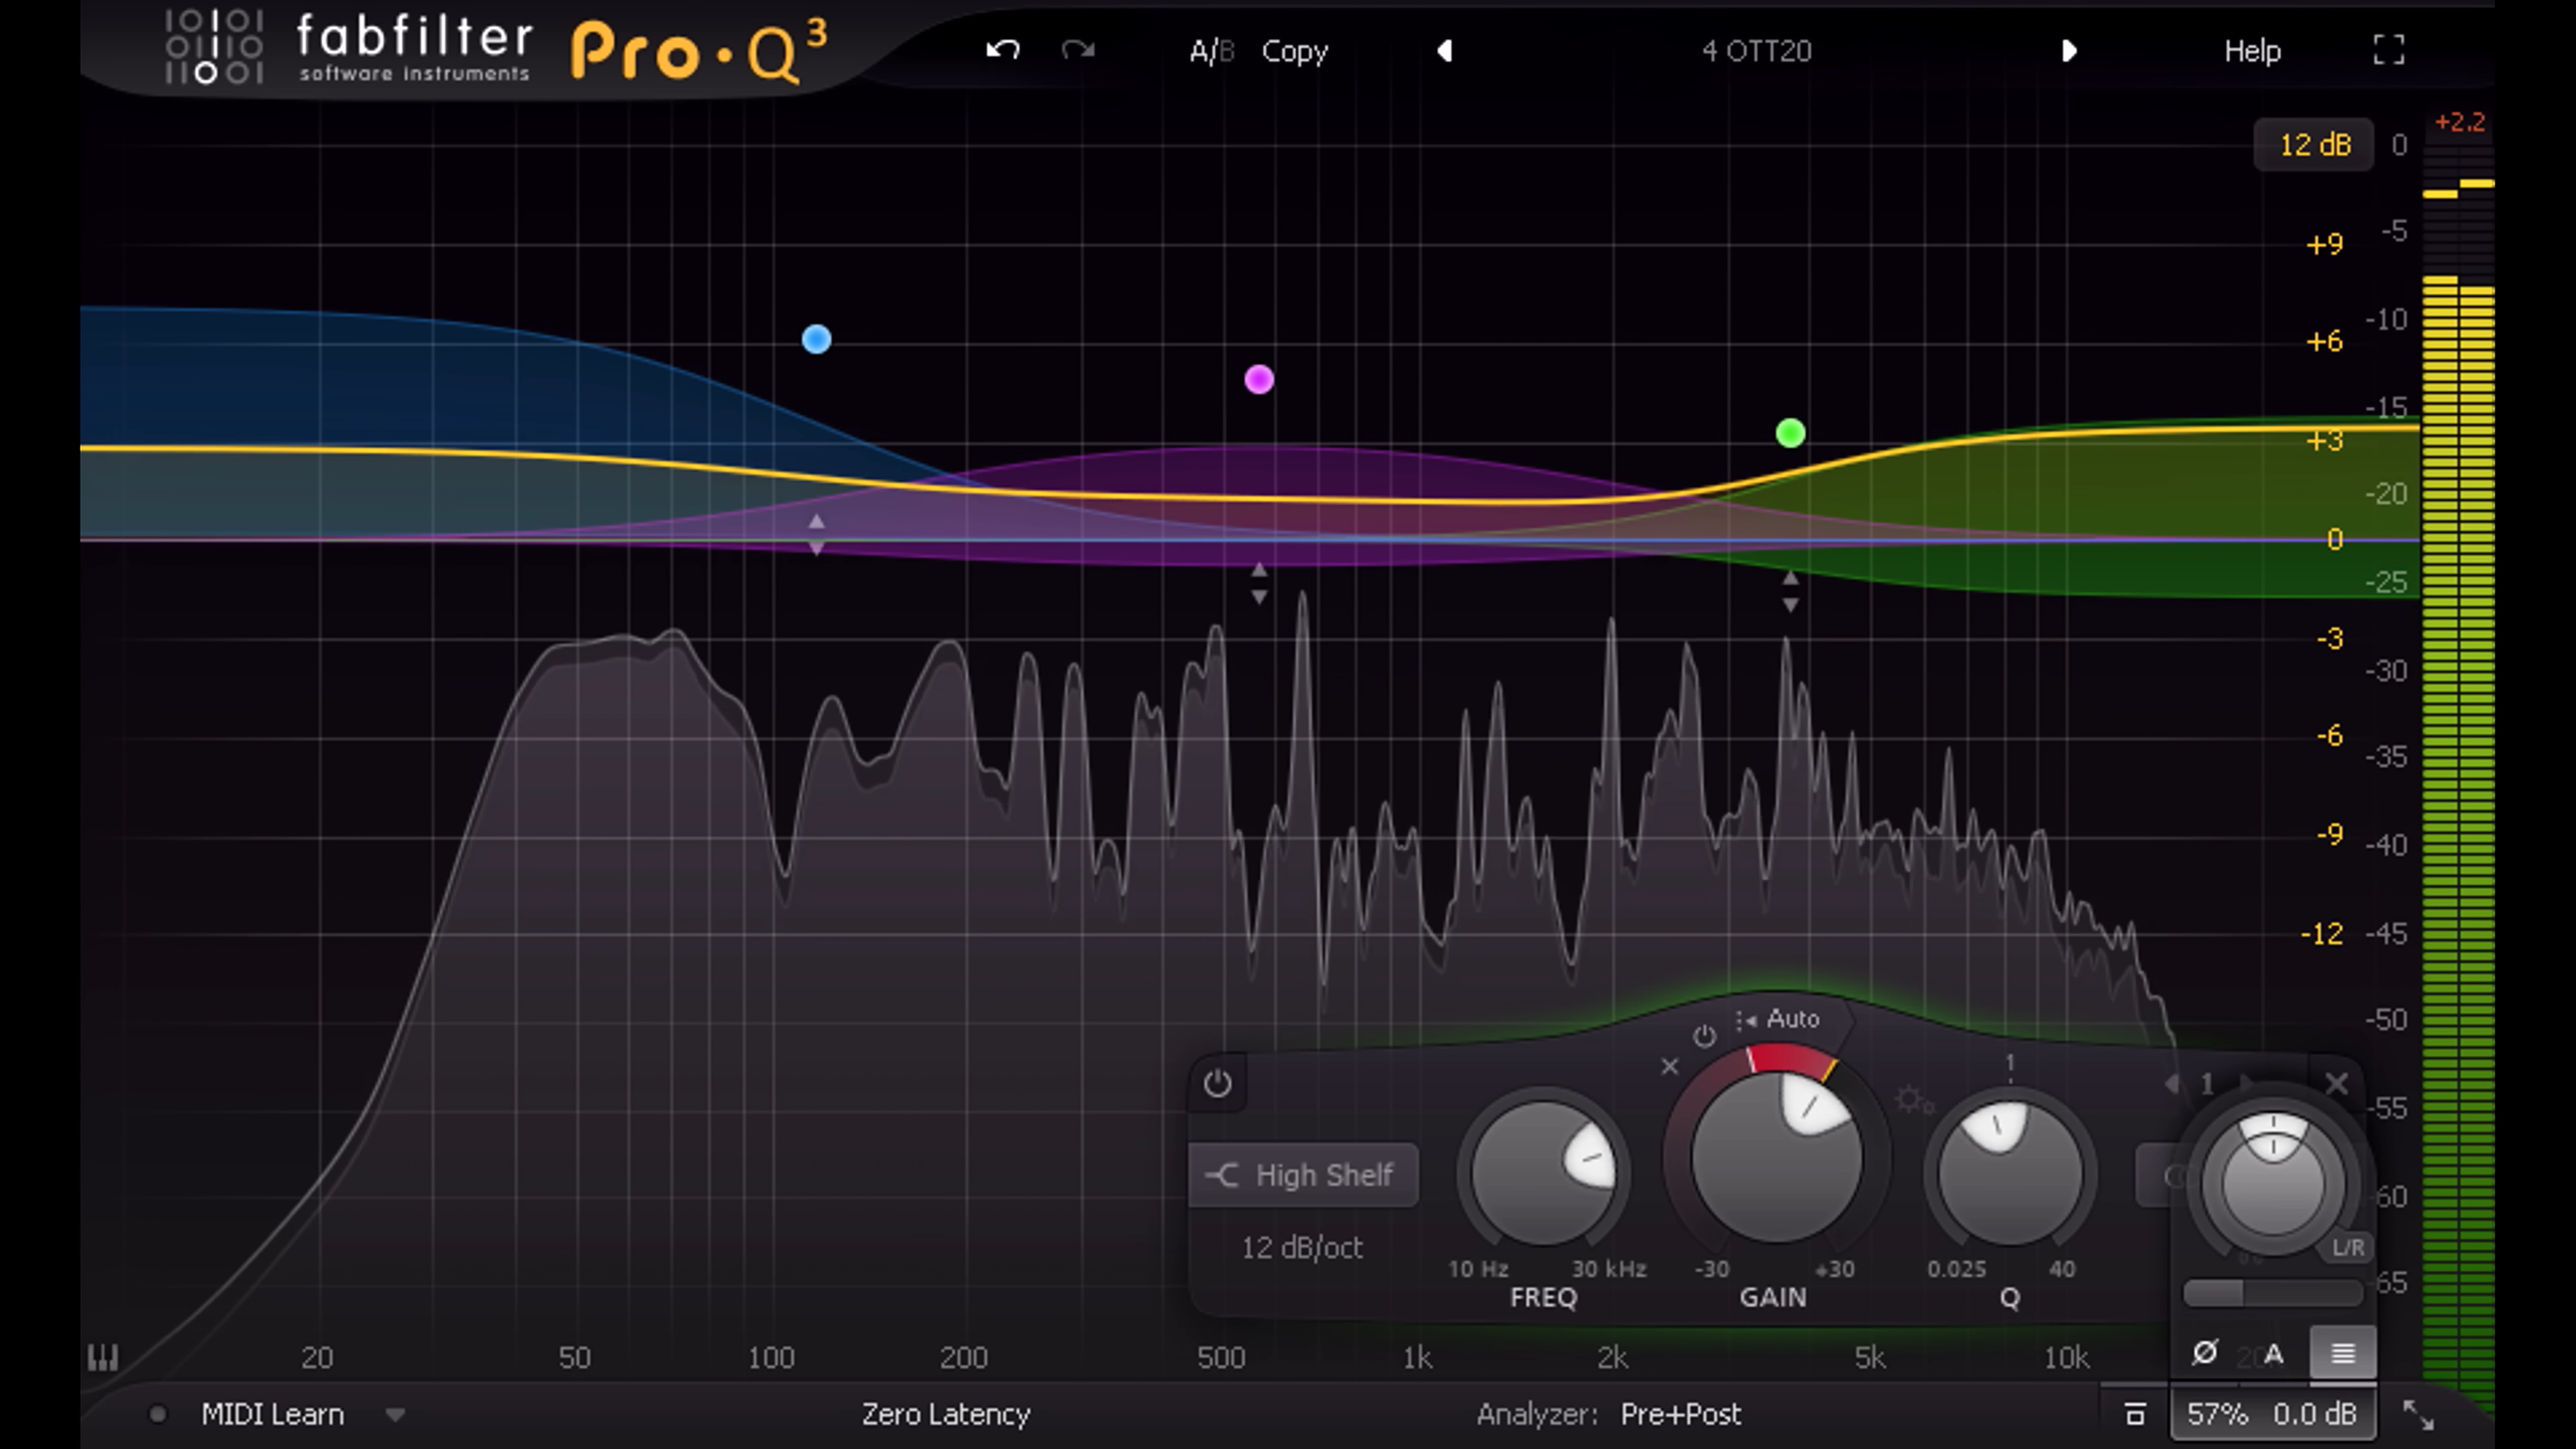 fabfilter
software instruments
Pro·Q³
A/B Copy
4 OTT20
Help
+2.2
12 dB
0
-5
+9
-10
+6
-15
+3
-20
0
-25
-3
-30
-6
-35
-9
-40
-12
-45
-50
-55
-60
-65
Auto
1
1
High Shelf
12 dB/oct
10 Hz 30 kHz
FREQ
-30 +30
GAIN
0.025 40
Q
L/R
20 50 100 200 500 1k 2k 5k 10k
Ø A
MIDI Learn
Zero Latency
Analyzer: Pre+Post
57% 0.0 dB